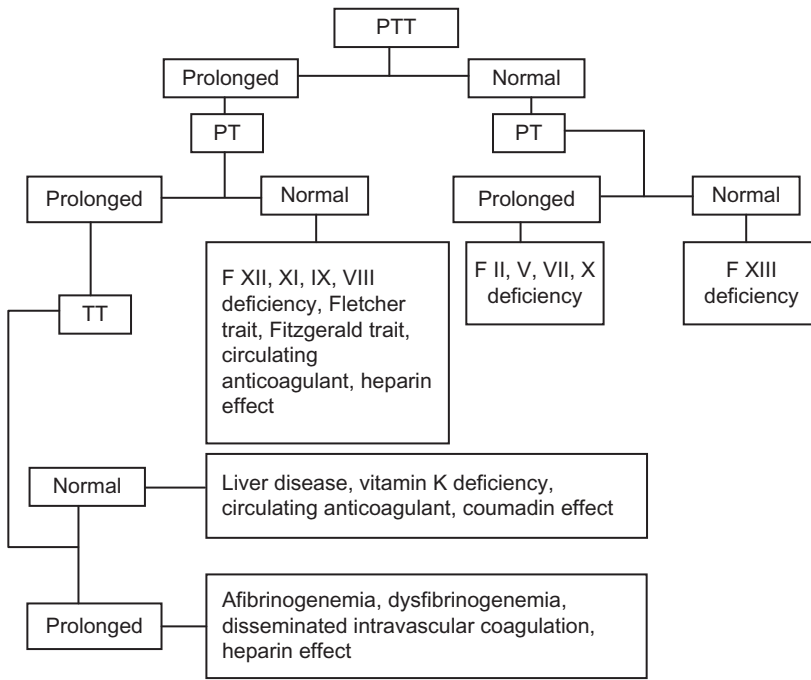 PTT
Prolonged
Normal
PT
PT
Prolonged
Normal
Prolonged
Normal
F XII, XI, IX, VIII
deficiency, Fletcher
trait, Fitzgerald trait,
circulating
anticoagulant, heparin
effect
F II, V, VII, X
deficiency
F XIII
deficiency
TT
Normal
Liver disease, vitamin K deficiency,
circulating anticoagulant, coumadin effect
Prolonged
Afibrinogenemia, dysfibrinogenemia,
disseminated intravascular coagulation,
heparin effect